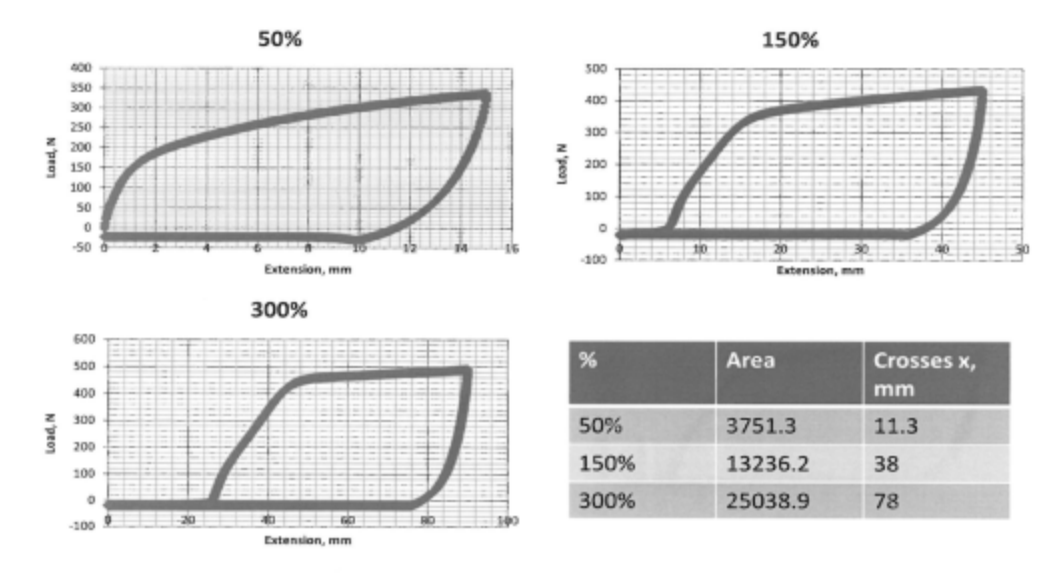 50%
400
350
300
250
200
150
100
50
0
-50
Load, N
0 2 4 6 8 10 12 14 16
Extension, mm
150%
500
400
300
200
100
0
-100
Load, N
0 10 20 30 40 50
Extension, mm
300%
600
500
400
300
200
100
0
-100
Load, N
0 20 40 60 80 100
Extension, mm
% Area Crosses x,
mm
50% 3751.3 11.3
150% 13236.2 38
300% 25038.9 78